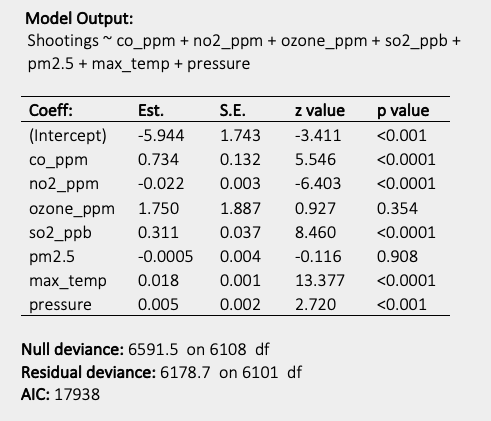 Model Output:
Shootings ~ co_ppm + no2_ppm + ozone_ppm + so2_ppb +
pm2.5 + max_temp + pressure
Coeff: Est. S.E. z value p value
(Intercept) -5.944 1.743 -3.411 <0.001
co_ppm 0.734 0.132 5.546 <0.0001
no2_ppm -0.022 0.003 -6.403 <0.0001
ozone_ppm 1.750 1.887 0.927 0.354
so2_ppb 0.311 0.037 8.460 <0.0001
pm2.5 -0.0005 0.004 -0.116 0.908
max_temp 0.018 0.001 13.377 <0.0001
pressure 0.005 0.002 2.720 <0.001
Null deviance: 6591.5 on 6108 df
Residual deviance: 6178.7 on 6101 df
AIC: 17938